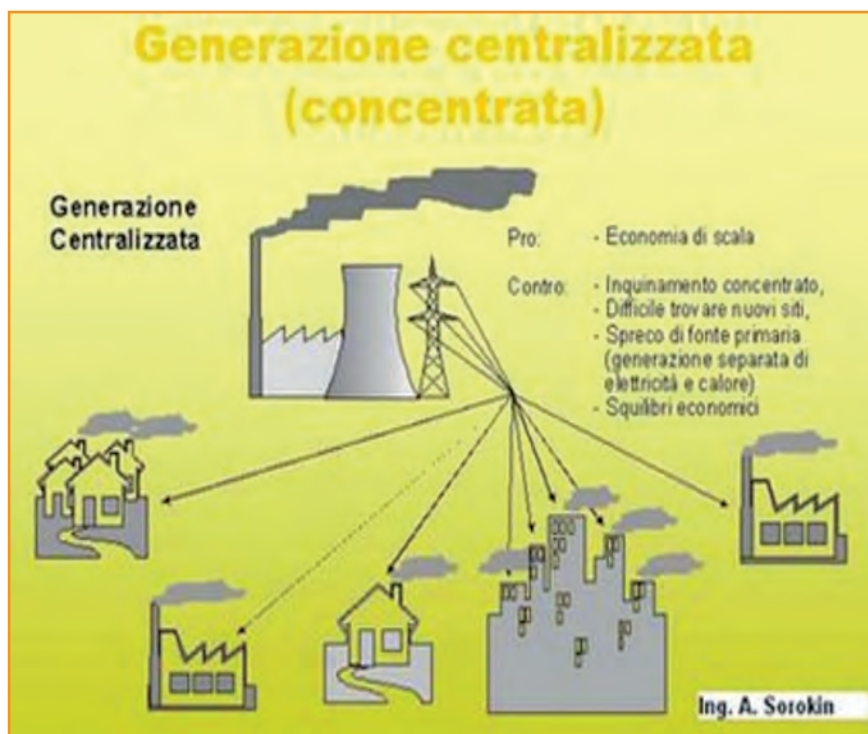 Generazione centralizzata
(concentrata)
Generazione
Centralizzata
Pro: - Economia di scala
Contro: - Inquinamento concentrato,
- Difficile trovare nuovi siti,
- Spreco di fonte primaria
(generazione separata di
elettricità e calore)
- Squilibri economici
Ing. A. Sorokin